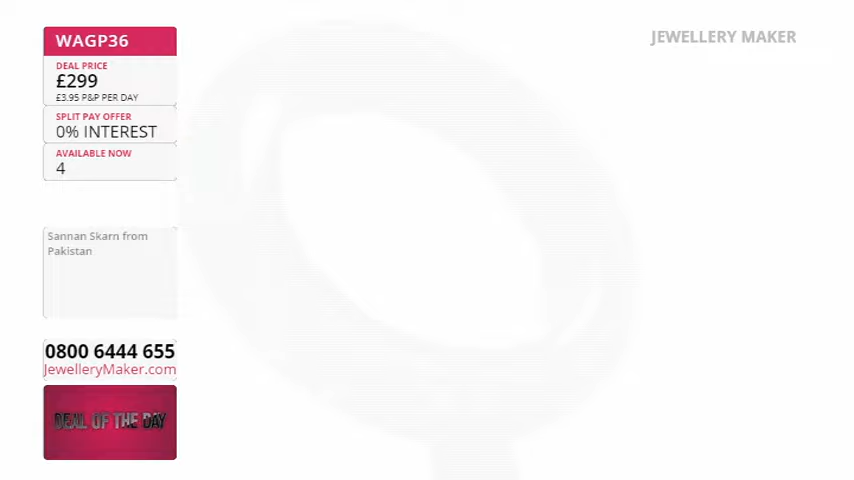 WAGP36
JEWELLERY MAKER
DEAL PRICE
£299
£3.95 P&P PER DAY
SPLIT PAY OFFER
0% INTEREST
AVAILABLE NOW
4
Sannan Skarn from
Pakistan
0800 6444 655
JewelleryMaker.com
DEAL OF THE DAY